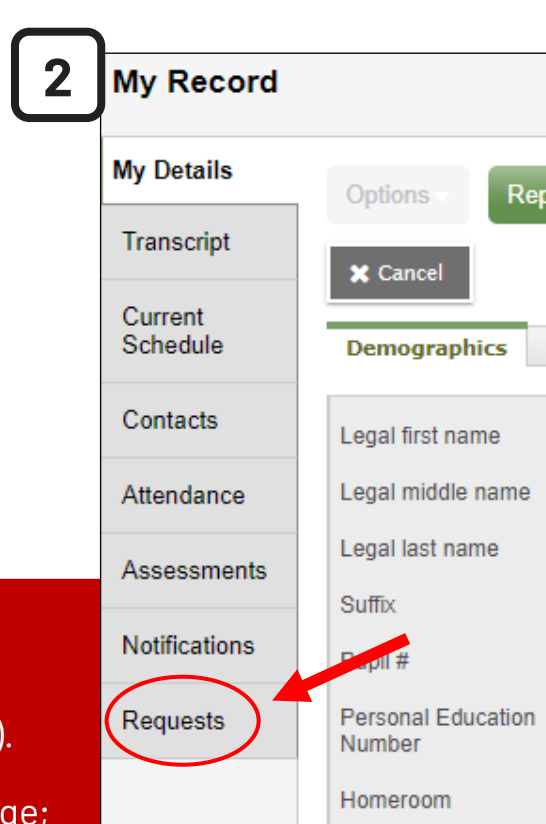 2
My Record
My Details
Transcript
Current
Schedule
Contacts
Attendance
Assessments
Notifications
Requests
Options
✖ Cancel
Demographics
Legal first name
Legal middle name
Legal last name
Suffix
Pupil #
Personal Education
Number
Homeroom
).